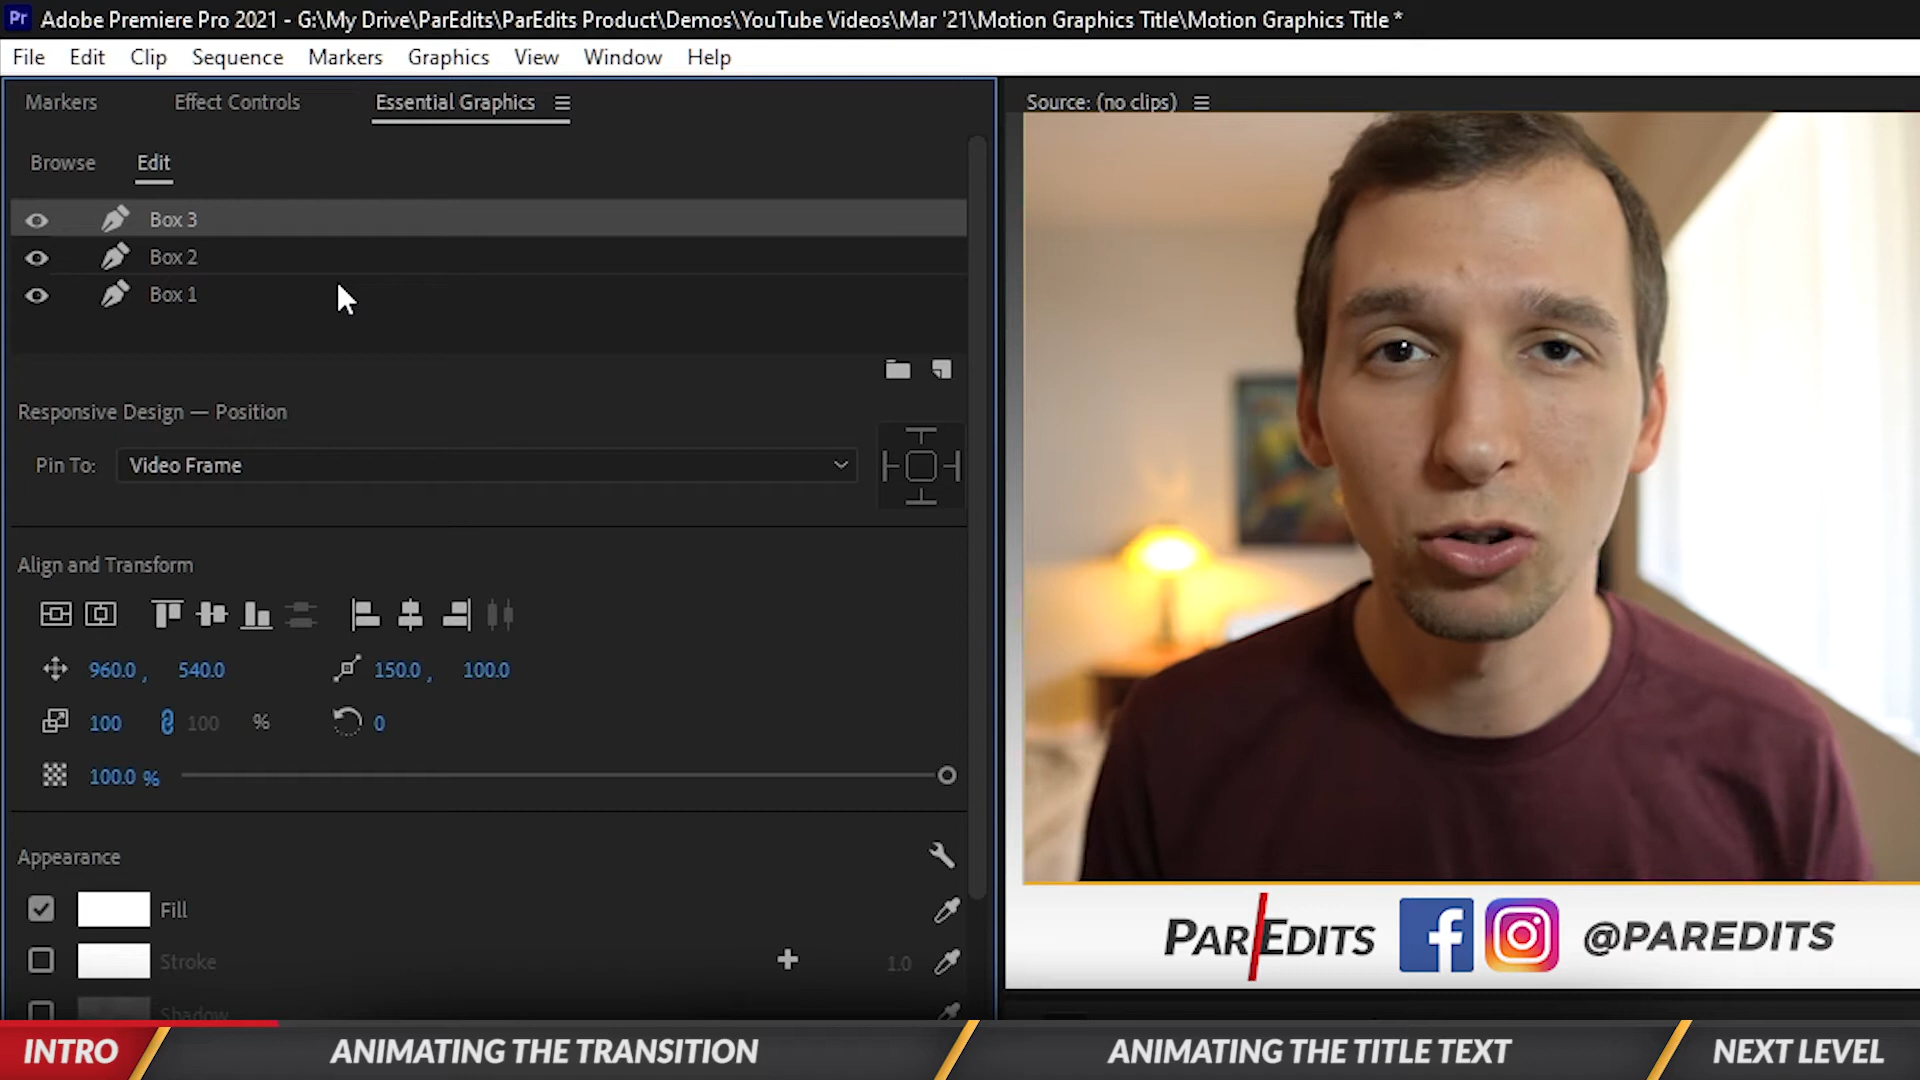 Pr Adobe Premiere Pro 2021 - G:\My Drive\ParEdits\ParEdits Product\Demos\YouTube Videos\Mar '21\Motion Graphics Title\Motion Graphics Title *
File Edit Clip Sequence Markers Graphics View Window Help
Markers Effect Controls Essential Graphics
Source: (no clips)
Browse Edit
Box 3
Box 2
Box 1
Responsive Design — Position
Pin To: Video Frame
Align and Transform
960.0 , 540.0 150.0 , 100.0
100 100 % 0
100.0 %
Appearance
Fill
Stroke 1.0
Shadow
PAR EDITS @PAREDITS
INTRO ANIMATING THE TRANSITION ANIMATING THE TITLE TEXT NEXT LEVEL